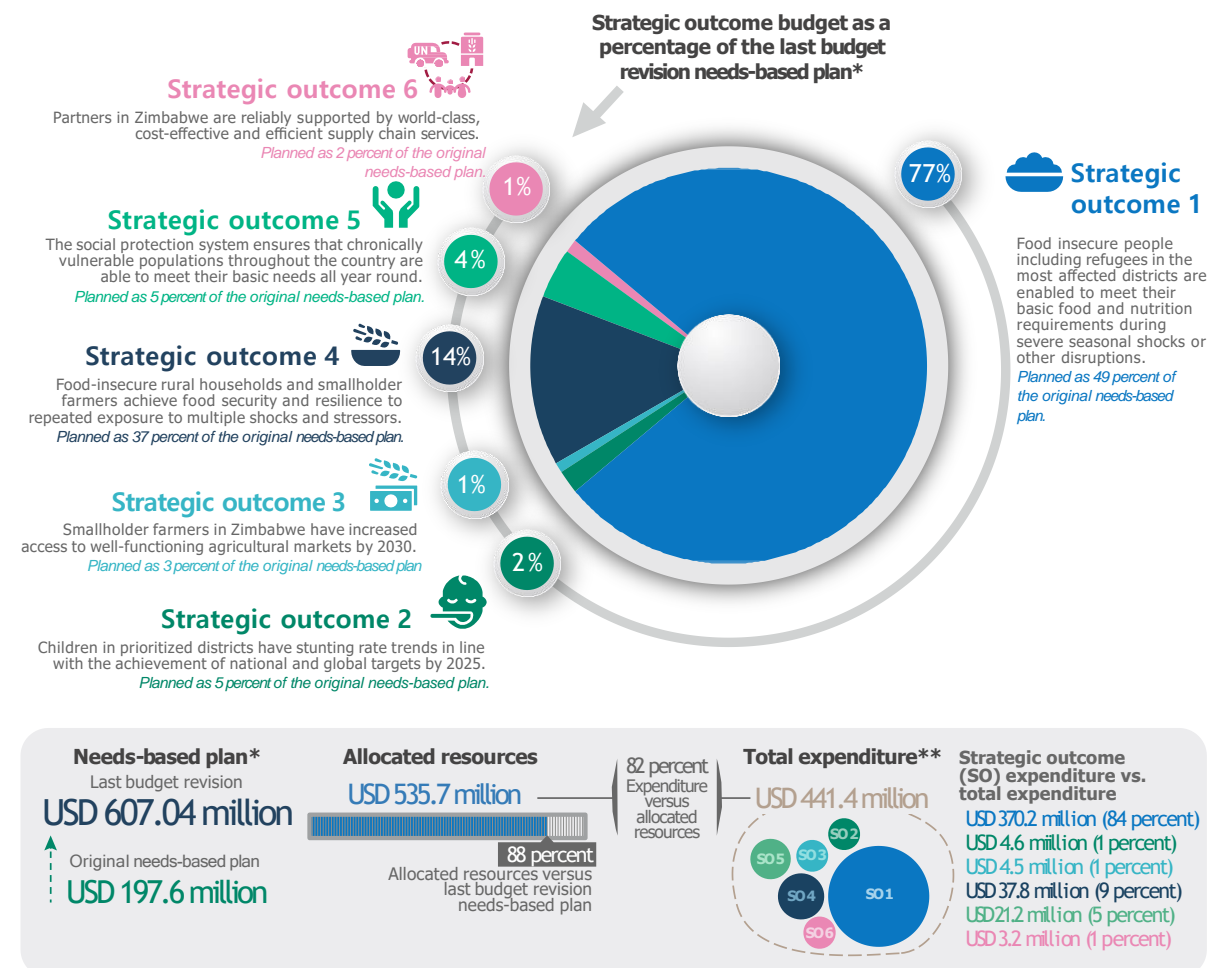 Strategic outcome budget as a
percentage of the last budget
revision needs-based plan*
UN
Strategic outcome 6
Partners in Zimbabwe are reliably supported by world-class,
cost-effective and efficient supply chain services.
Planned as 2 percent of the original
needs-based plan.
1%
Strategic outcome 5
The social protection system ensures that chronically
vulnerable populations throughout the country are
able to meet their basic needs all year round.
Planned as 5 percent of the original needs-based plan.
4%
Strategic outcome 4
Food-insecure rural households and smallholder
farmers achieve food security and resilience to
repeated exposure to multiple shocks and stressors.
Planned as 37 percent of the original needs-based plan.
14%
Strategic outcome 3
Smallholder farmers in Zimbabwe have increased
access to well-functioning agricultural markets by 2030.
Planned as 3 percent of the original needs-based plan
1%
Strategic outcome 2
Children in prioritized districts have stunting rate trends in line
with the achievement of national and global targets by 2025.
Planned as 5 percent of the original needs-based plan.
2%
77%
Strategic
outcome 1
Food insecure people
including refugees in the
most affected districts are
enabled to meet their
basic food and nutrition
requirements during
severe seasonal shocks or
other disruptions.
Planned as 49 percent of
the original needs-based
plan.
Needs-based plan*
Last budget revision
USD 607.04 million
Original needs-based plan
USD 197.6 million
Allocated resources
USD 535.7 million
88 percent
Allocated resources versus
last budget revision
needs-based plan
82 percent
Expenditure
versus
allocated
resources
Total expenditure**
USD 441.4 million
SO2
SO5
SO3
SO4
SO1
SO6
Strategic outcome
(SO) expenditure vs.
total expenditure
USD 370.2 million (84 percent)
USD 4.6 miillion (1 percent)
USD 4.5 million (1 percent)
USD 37.8 million (9 percent)
USD21.2 million (5 percent)
USD 3.2 million (1 percent)